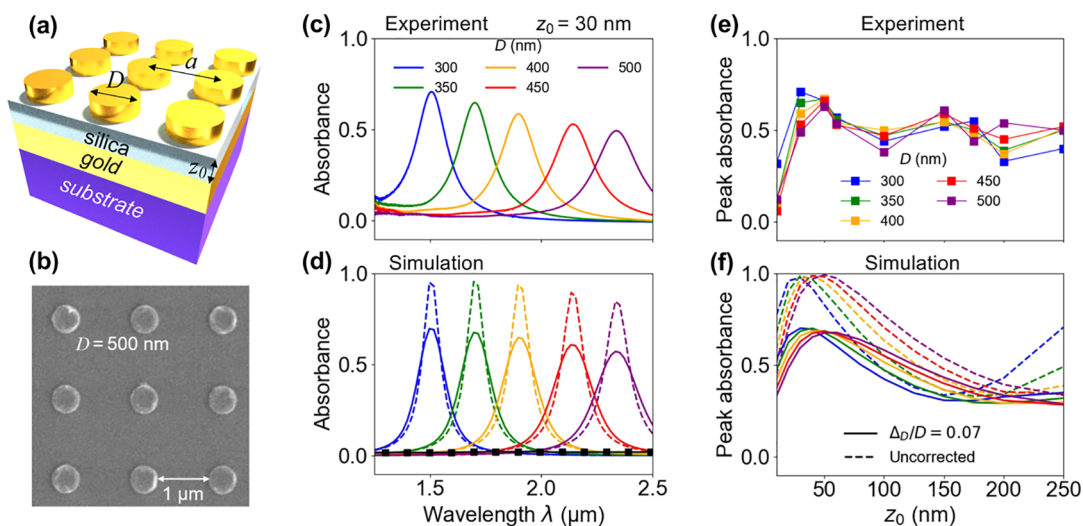 (a)
a
D
silica
gold
z0
substrate
(b)
D = 500 nm
1 μm
(c)
Experiment
z0 = 30 nm
D (nm)
300
400
500
350
450
1.0
0.5
0.0
Absorbance
(d)
Simulation
1.0
0.5
0.0
Absorbance
1.5
2.0
2.5
Wavelength λ (μm)
(e)
Experiment
1.0
0.5
0.0
Peak absorbance
D (nm)
300
450
350
500
400
(f)
Simulation
1.0
0.5
0.0
Peak absorbance
ΔD/D = 0.07
Uncorrected
50
100
150
200
250
z0 (nm)